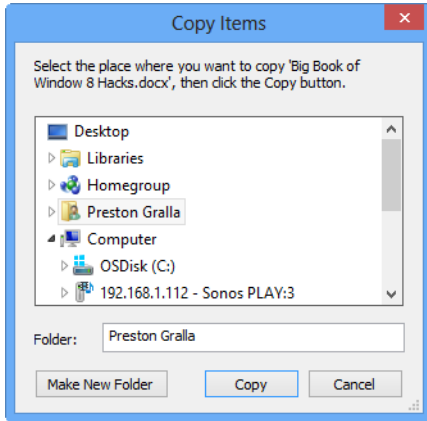 Copy Items
Select the place where you want to copy 'Big Book of
Window 8 Hacks.docx', then click the Copy button.
Desktop
Libraries
Homegroup
Preston Gralla
Computer
OSDisk (C:)
192.168.1.112 - Sonos PLAY:3
Folder: Preston Gralla
Make New Folder Copy Cancel